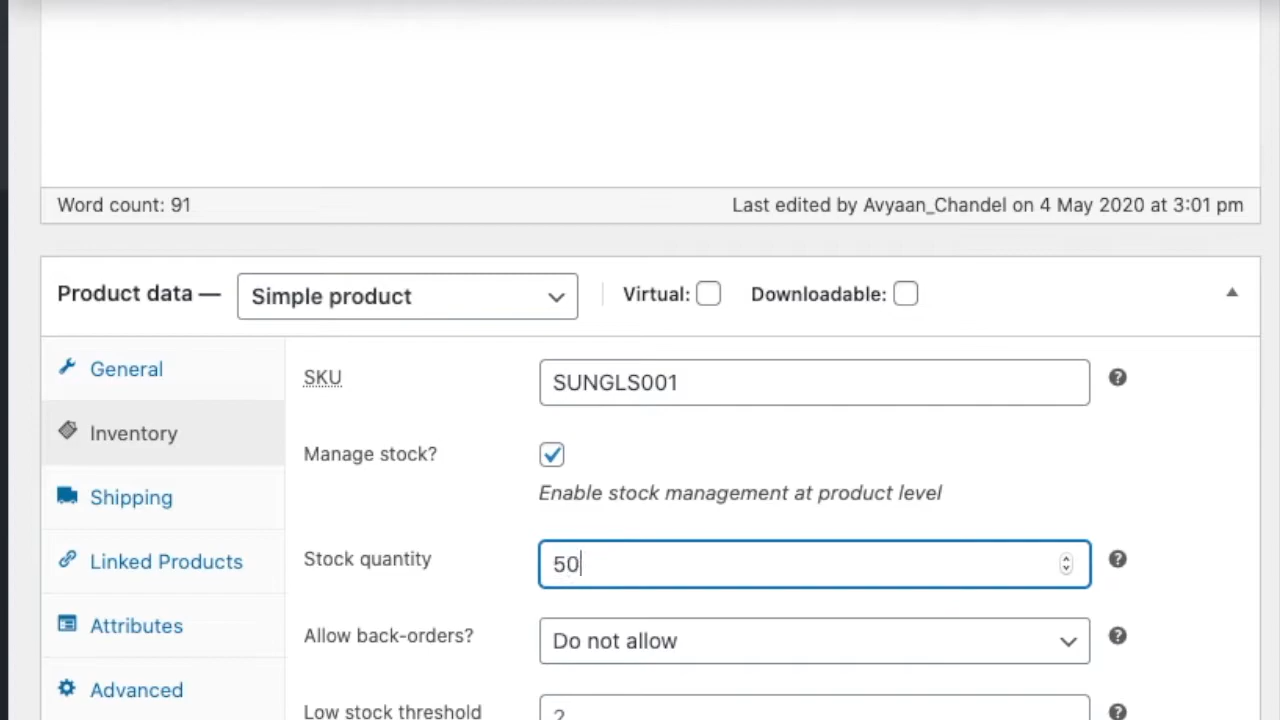 Word count: 91
Last edited by Avyaan_Chandel on 4 May 2020 at 3:01 pm
Product data — Simple product Virtual: Downloadable:
General
Inventory
Shipping
Linked Products
Attributes
Advanced
SKU SUNGLS001
Manage stock?
Enable stock management at product level
Stock quantity 50
Allow back-orders? Do not allow
Low stock threshold 2